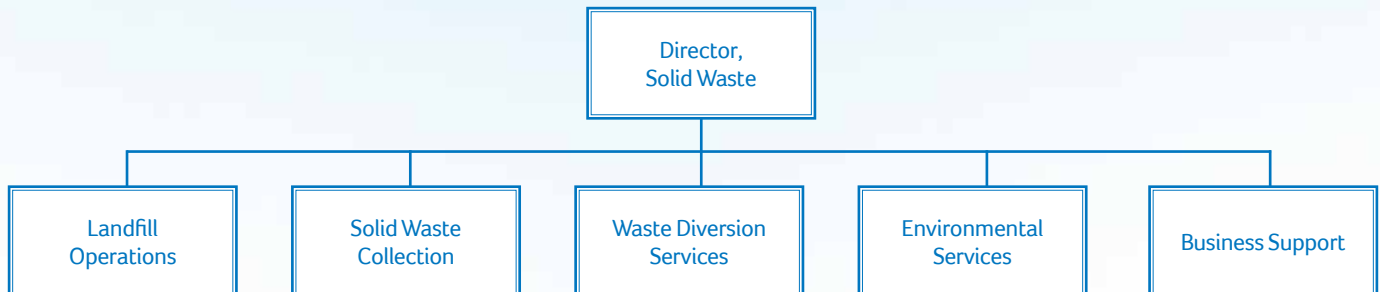 Director,
Solid Waste
Landfill
Operations
Solid Waste
Collection
Waste Diversion
Services
Environmental
Services
Business Support